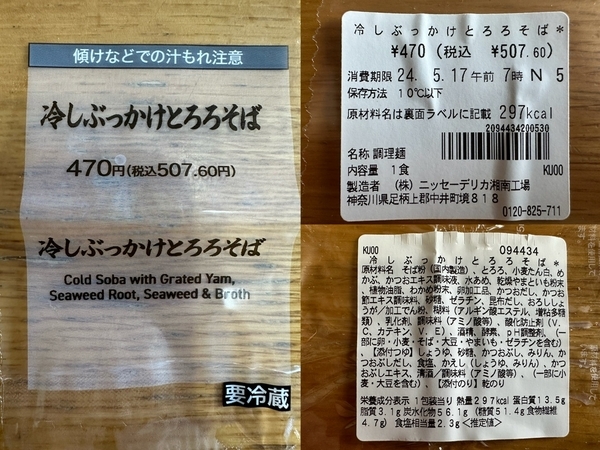 傾けなどでの汁もれ注意
冷しぶっかけとろろそば
470円(税込507.60円)
冷しぶっかけとろろそば
Cold Soba with Grated Yam,
Seaweed Root, Seaweed & Broth
要冷蔵
冷しぶっかけとろろそば*
¥470(税込 ¥507.60)
消費期限 24. 5.17午前 7時 N 5
保存方法 10℃以下
原材料名は裏面ラベルに記載 297kcal
2094434200530
名称 調理麺
内容量 1食 KU00
製造者 (株)ニッセーデリカ湘南工場
神奈川県足柄上郡中井町境818
0120-825-711
KU00 094434
冷しぶっかけとろろそば*
原材料名 そば粉(国内製造)、とろろ、小麦たん白、め
かぶ、かつおエキス調味液、水あめ、乾燥やまといも粉末
、植物油脂、わかめ粉末、卵加工品、かつおだし、かつお
節エキス調味料、砂糖、ゼラチン、昆布だし、おろししょ
うが/加工でん粉、糊料(アルギン酸エステル、増粘多糖
類)、乳化剤、調味料(アミノ酸等)、酸化防止剤(V.
C、カテキン、V.E)、酒精、酵素、pH調整剤、(一
部に卵・小麦・そば・大豆・やまいも・ゼラチンを含む)
、【添付つゆ】しょうゆ、砂糖、かつおぶし、みりん、か
つおぶしだし、食塩、かえし(しょうゆ、みりん)、かつお
ぶしエキス、清酒/調味料(アミノ酸等)、(一部に小
麦・大豆を含む)、【添付のり】乾のり
栄養成分表示 1包装当り 熱量297kcal 蛋白質13.5g
脂質3.1g 炭水化物56.1g (糖質51.4g 食物繊維
4.7g) 食塩相当量2.3g <推定値>